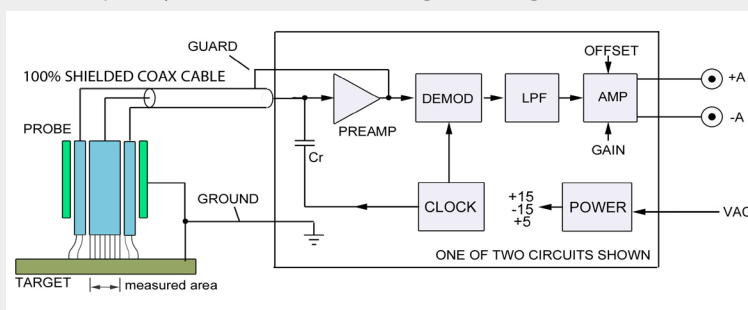 GUARD
OFFSET
100% SHIELDED COAX CABLE
+A
DEMOD
LPF
AMP
-A
PROBE
PREAMP
GAIN
Cr
GROUND
CLOCK
+15
-15
+5
POWER
VAC
ONE OF TWO CIRCUITS SHOWN
TARGET
measured area